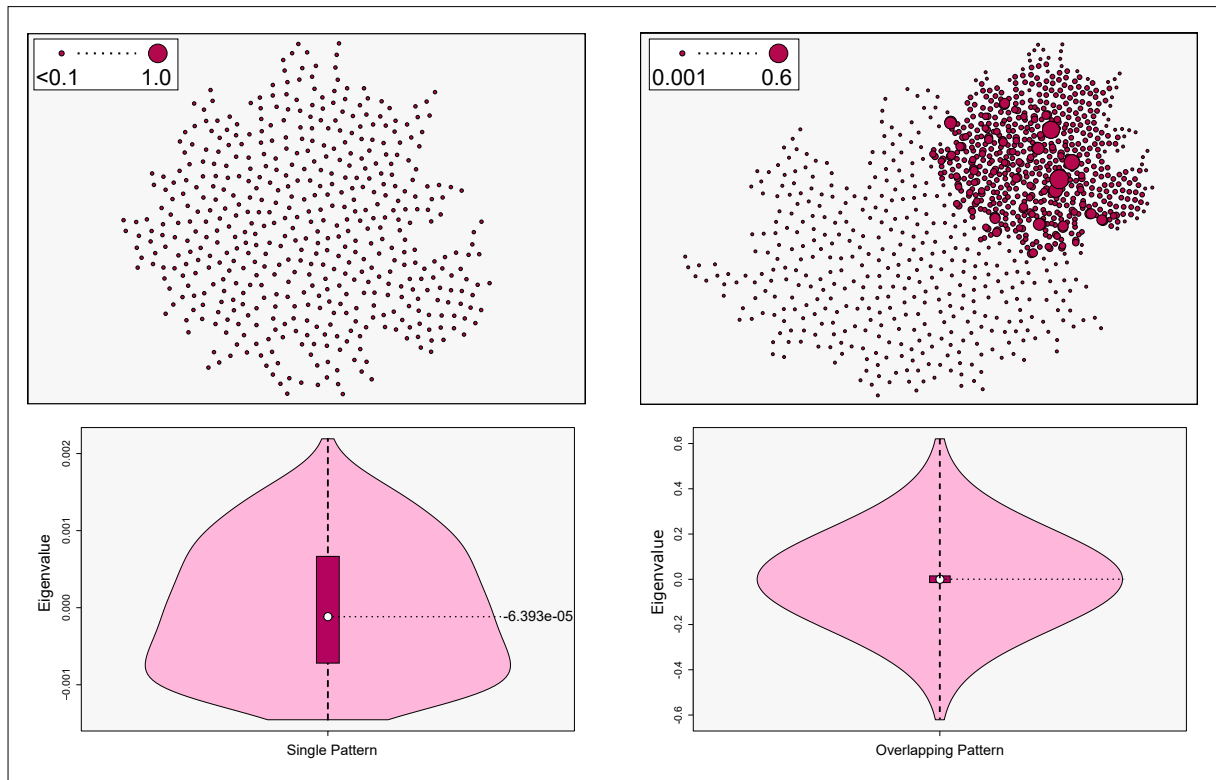 <0.1 1.0
0.001 0.6
Eigenvalue
0.002
0.001
0.000
-0.001
-6.393e-05
Single Pattern
Eigenvalue
0.6
0.4
0.2
0.0
-0.2
-0.4
-0.6
Overlapping Pattern